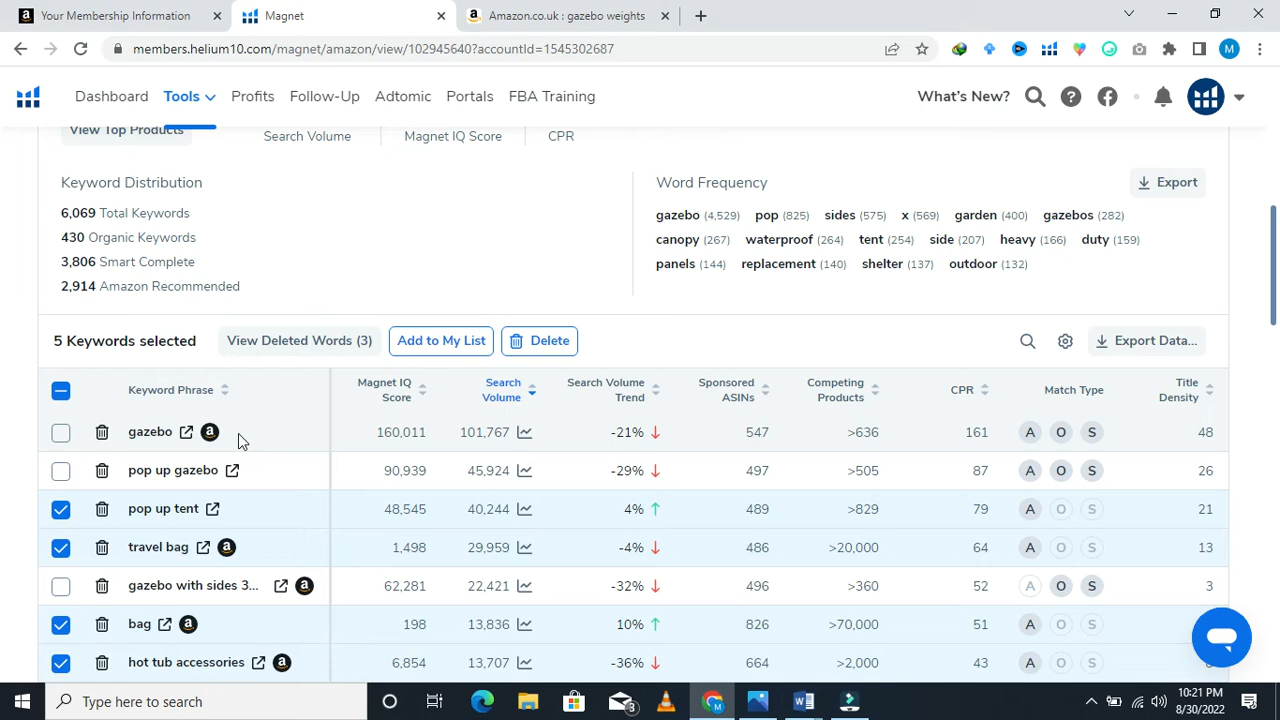 Your Membership Information
Magnet
Amazon.co.uk : gazebo weights
members.helium10.com/magnet/amazon/view/102945640?accountId=1545302687
M
Dashboard Tools Profits Follow-Up Adtomic Portals FBA Training What's New?
View Top Products
Search Volume Magnet IQ Score CPR
Keyword Distribution
6,069 Total Keywords
430 Organic Keywords
3,806 Smart Complete
2,914 Amazon Recommended
Word Frequency
Export
gazebo (4,529) pop (825) sides (575) x (569) garden (400) gazebos (282)
canopy (267) waterproof (264) tent (254) side (207) heavy (166) duty (159)
panels (144) replacement (140) shelter (137) outdoor (132)
5 Keywords selected View Deleted Words (3) Add to My List Delete Export Data...
Keyword Phrase Magnet IQ Score Search Volume Search Volume Trend Sponsored ASINs Competing Products CPR Match Type Title Density
gazebo a 160,011 101,767 -21% 547 >636 161 A O S 48
pop up gazebo 90,939 45,924 -29% 497 >505 87 A O S 26
pop up tent 48,545 40,244 4% 489 >829 79 A O S 21
travel bag a 1,498 29,959 -4% 486 >20,000 64 A O S 13
gazebo with sides 3... a 62,281 22,421 -32% 496 >360 52 A O S 3
bag a 198 13,836 10% 826 >70,000 51 A O S
hot tub accessories a 6,854 13,707 -36% 664 >2,000 43 A O S
Type here to search
3
M
W
10:21 PM
8/30/2022